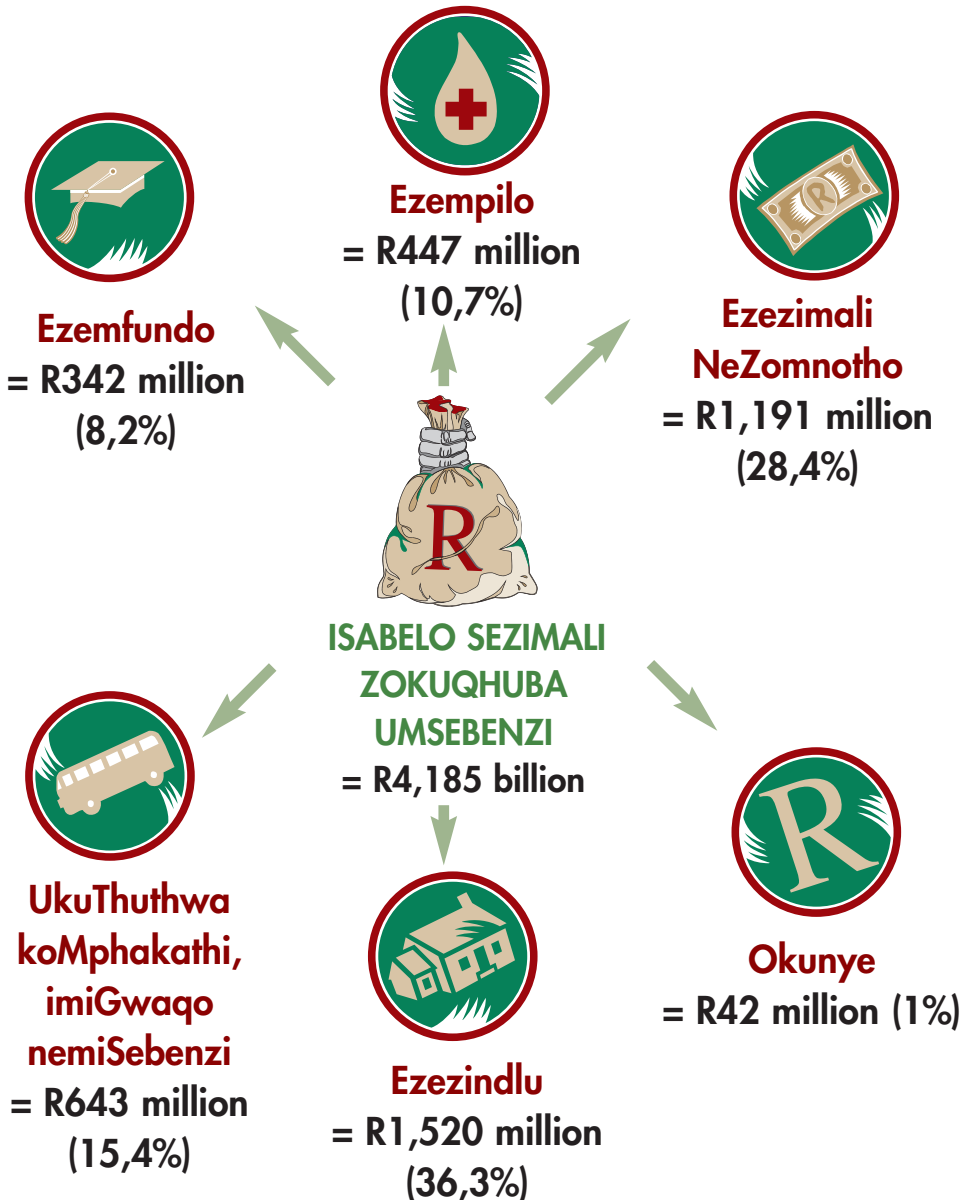 Ezempilo
= R447 million
(10,7%)
Ezemfundo
= R342 million
(8,2%)
Ezezimali
NeZomnotho
= R1,191 million
(28,4%)
R
R
ISABELO SEZIMALI
ZOKUQHUBA
UMSEBENZI
= R4,185 billion
UkuThuthwa
koMphakathi,
imiGwaqo
nemiSebenzi
= R643 million
(15,4%)
Ezezindlu
= R1,520 million
(36,3%)
R
Okunye
= R42 million (1%)